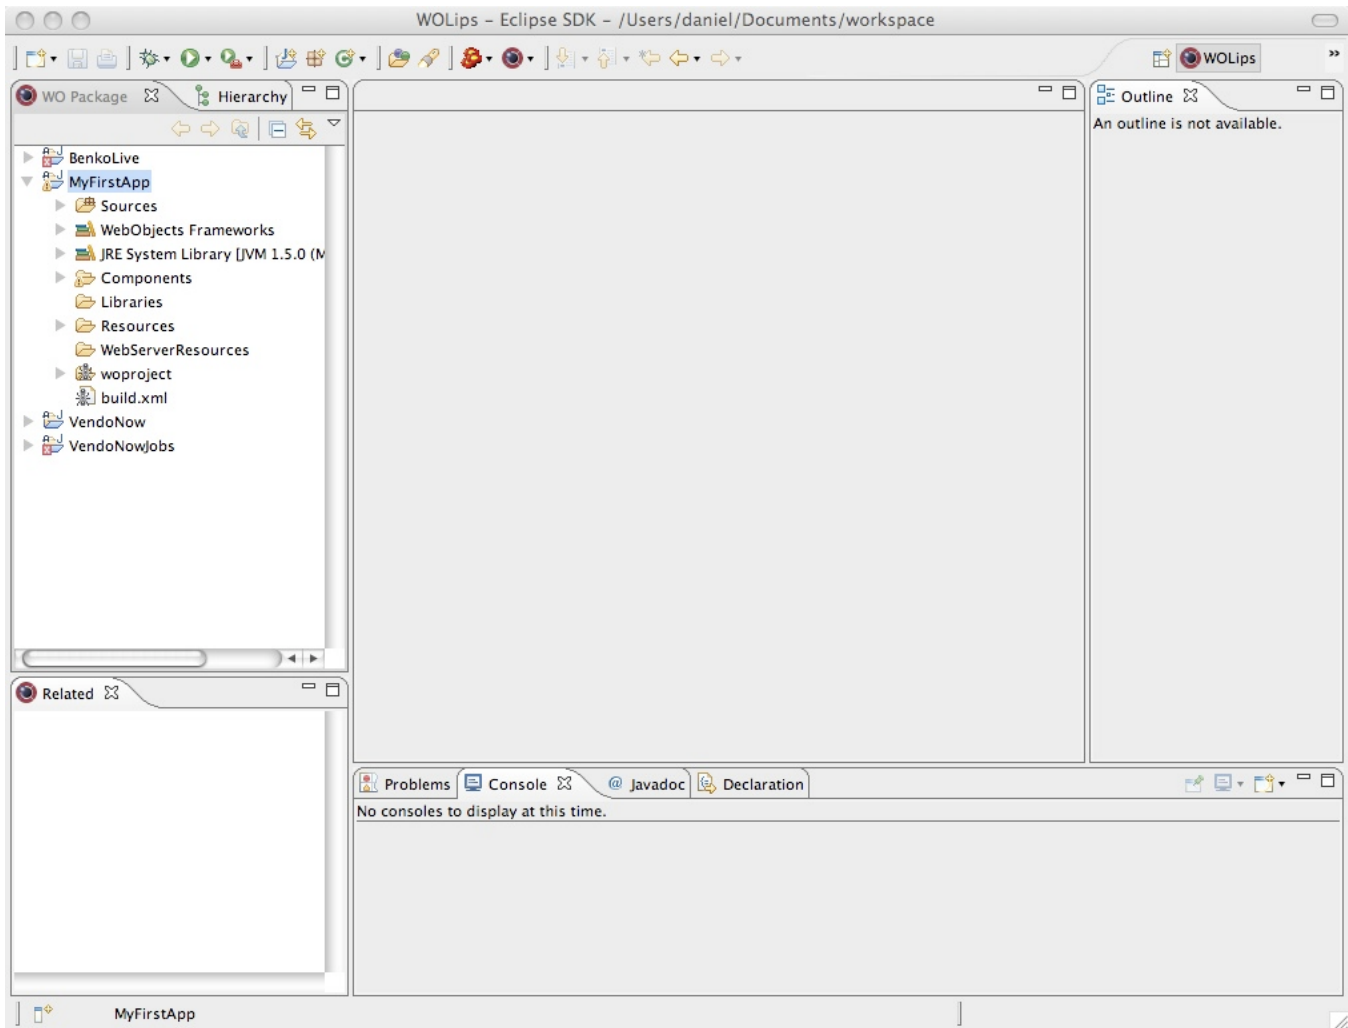 WOLips – Eclipse SDK – /Users/daniel/Documents/workspace
WOLips
WO Package
Hierarchy
Outline
An outline is not available.
BenkoLive
MyFirstApp
Sources
WebObjects Frameworks
JRE System Library [JVM 1.5.0 (M
Components
Libraries
Resources
WebServerResources
woproject
build.xml
VendoNow
VendoNowJobs
Related
Problems Console @ Javadoc Declaration
No consoles to display at this time.
MyFirstApp